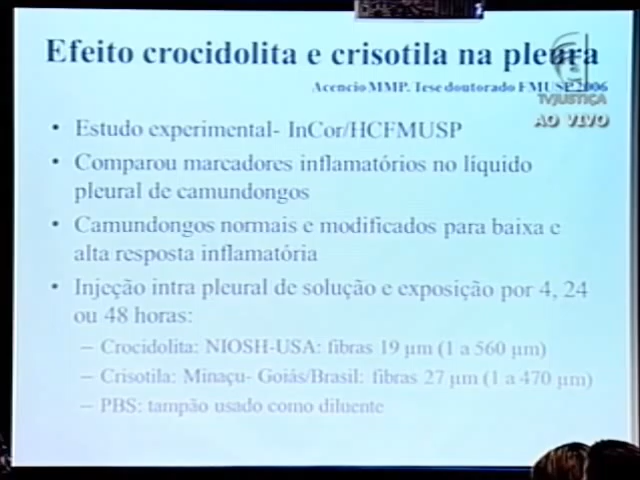 Efeito crocidolita e crisotila na pleura
Acencio MMP. Tese doutorado FMUSP 2006
TVJUSTIÇA
AO VIVO
• Estudo experimental- InCor/HCFMUSP
• Comparou marcadores inflamatórios no líquido
pleural de camundongos
• Camundongos normais e modificados para baixa e
alta resposta inflamatória
• Injeção intra pleural de solução e exposição por 4, 24
ou 48 horas:
– Crocidolita: NIOSH-USA: fibras 19 µm (1 a 560 µm)
– Crisotila: Minaçu- Goiás/Brasil: fibras 27 µm (1 a 470 µm)
– PBS: tampão usado como diluente